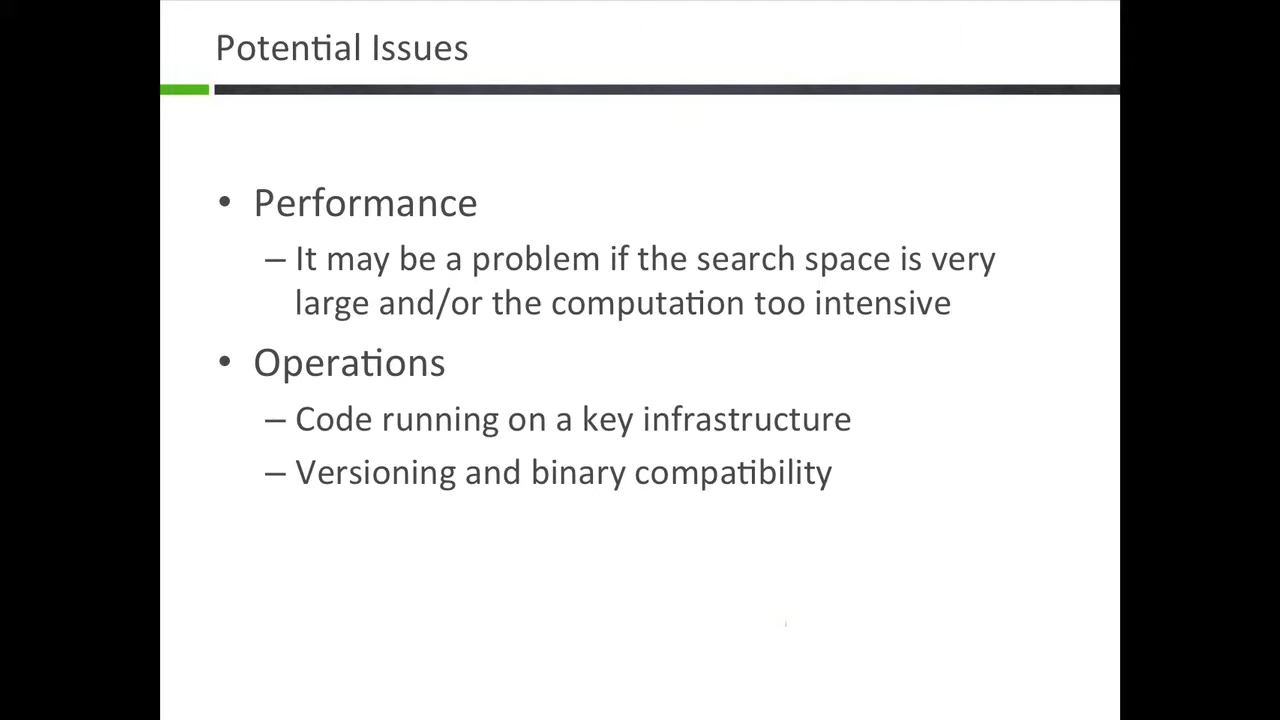 Potential Issues
• Performance
– It may be a problem if the search space is very
large and/or the computation too intensive
• Operations
– Code running on a key infrastructure
– Versioning and binary compatibility